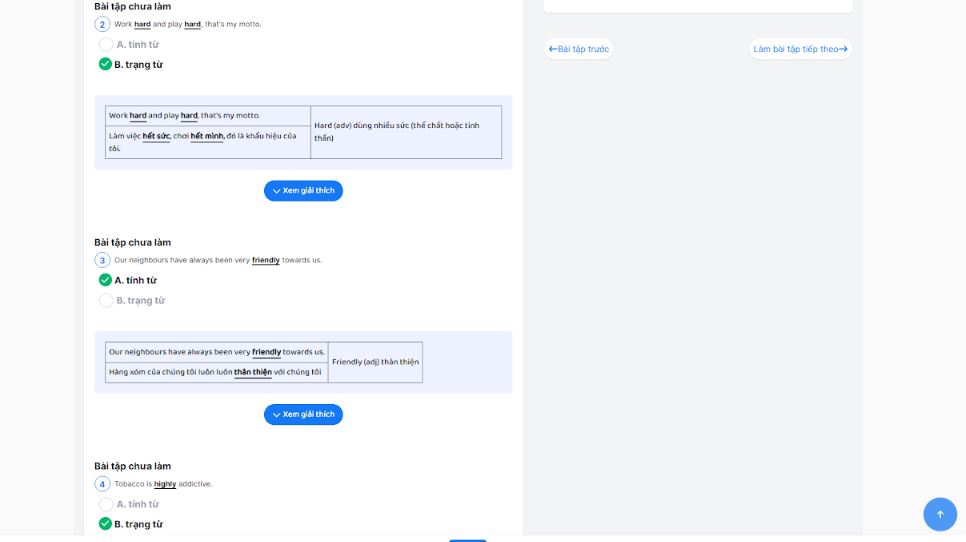 Bài tập chưa làm
2 Work hard and play hard, that's my motto.
A. tính từ
B. trạng từ
Work hard and play hard, that's my motto.
Làm việc hết sức, chơi hết mình, đó là khẩu hiệu của
tôi.
Hard (adv) dùng nhiều sức (thể chất hoặc tinh
thần)
Xem giải thích
Bài tập chưa làm
3 Our neighbours have always been very friendly towards us.
A. tính từ
B. trạng từ
Our neighbours have always been very friendly towards us.
Hàng xóm của chúng tôi luôn luôn thân thiện với chúng tôi
Friendly (adj) thân thiện
Xem giải thích
Bài tập chưa làm
4 Tobacco is highly addictive.
A. tính từ
B. trạng từ
←Bài tập trước
Làm bài tập tiếp theo→